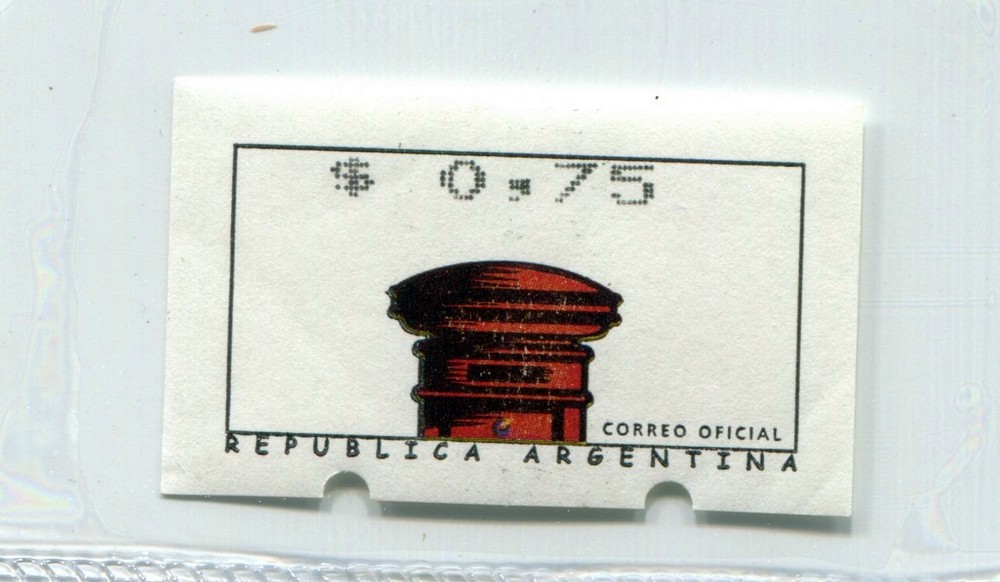 $ 0.75
CORREO OFICIAL
REPUBLICA ARGENTINA